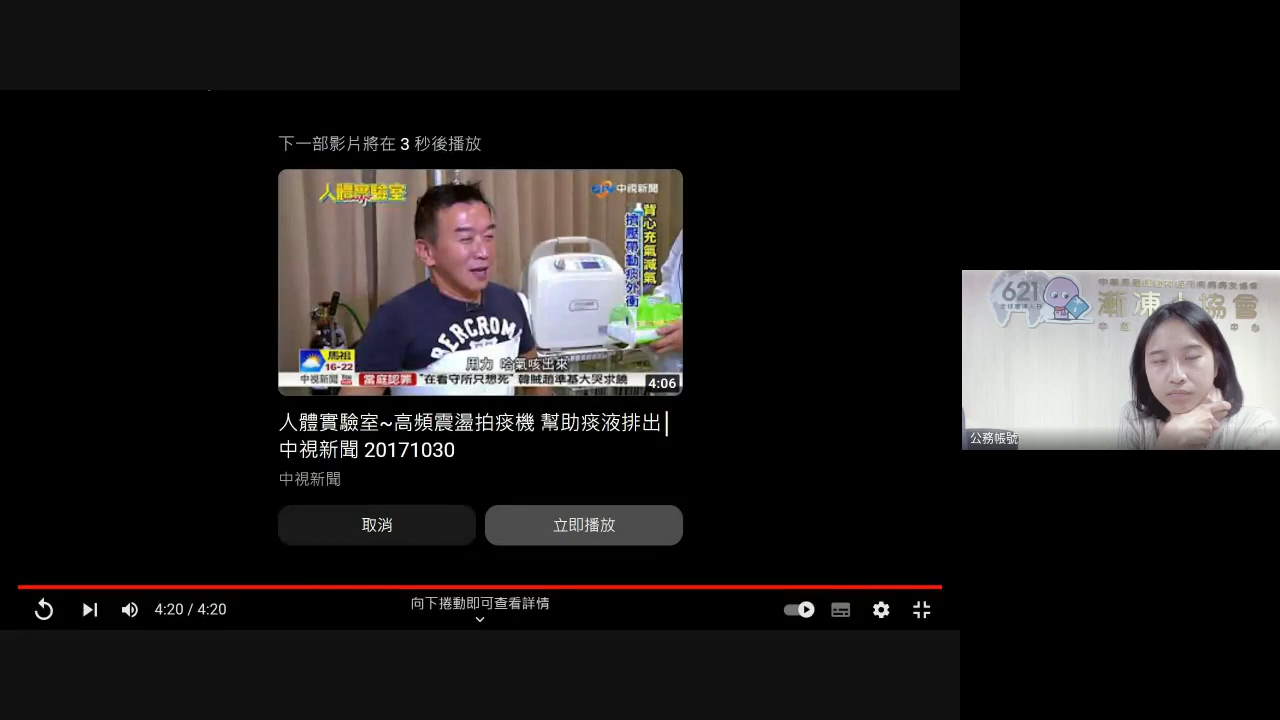 下一部影片將在 3 秒後播放
人體實驗室
中視新聞
背心充氣減氣
擠壓帶動痰外衝
BERCROM
用力 哈氣咳出來
馬祖
16-22
中視新聞
當庭認罪 "在看守所只想死" 韓賊趙準基大哭求饒
4:06
人體實驗室~高頻震盪拍痰機 幫助痰液排出│
中視新聞 20171030
中視新聞
取消
立即播放
4:20 / 4:20
向下捲動即可查看詳情
621
漸凍人協會
公務帳號